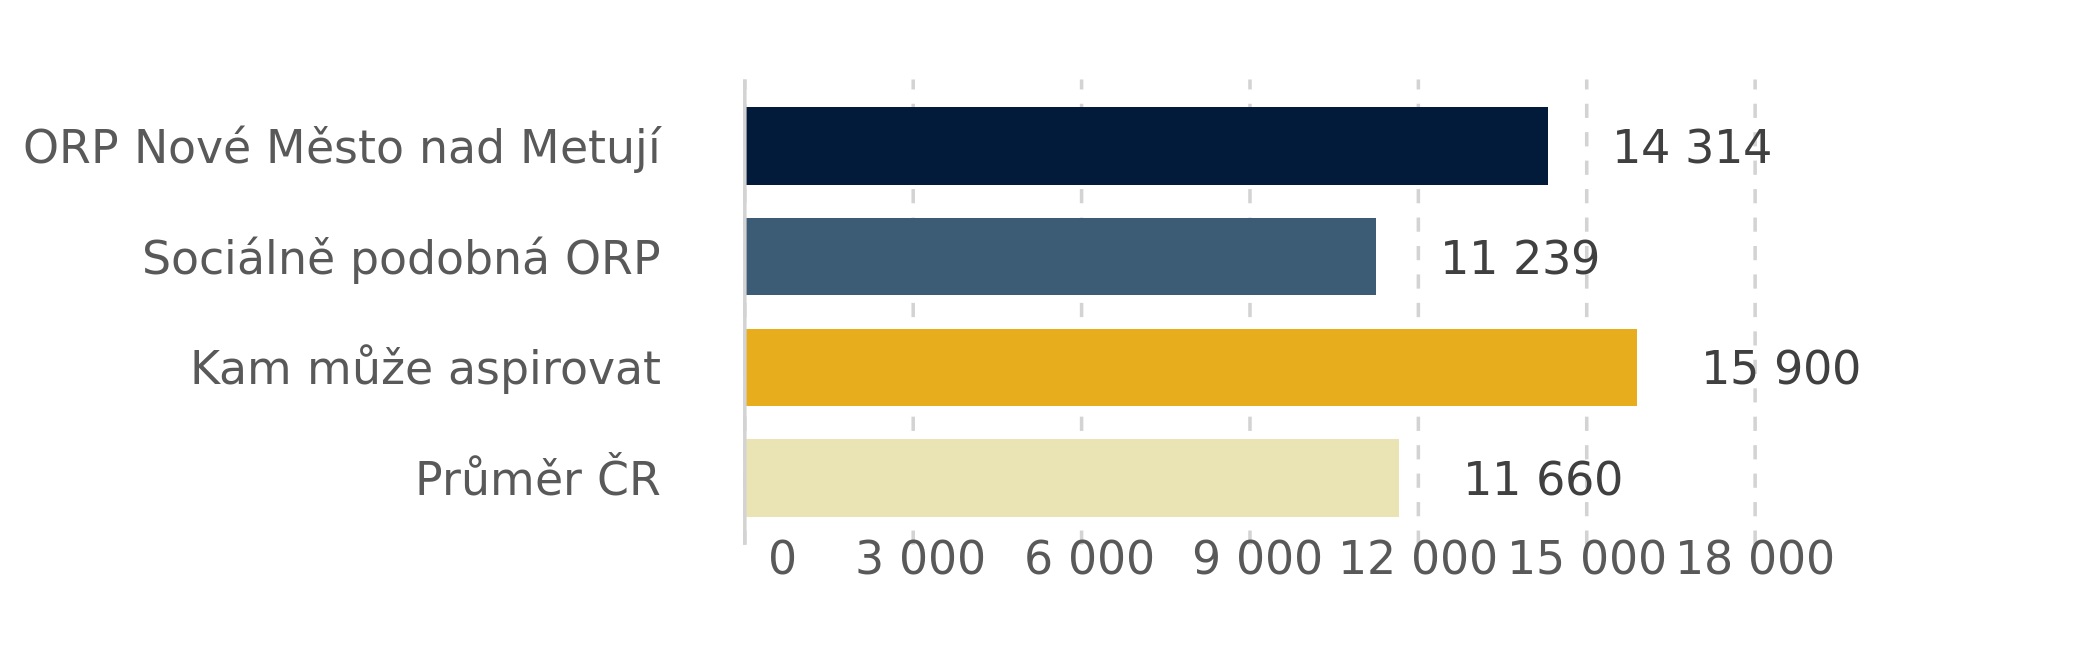 ORP Nové Město nad Metují 14 314
Sociálně podobná ORP 11 239
Kam může aspirovat 15 900
Průměr ČR 11 660
0 3 000 6 000 9 000 12 000 15 000 18 000